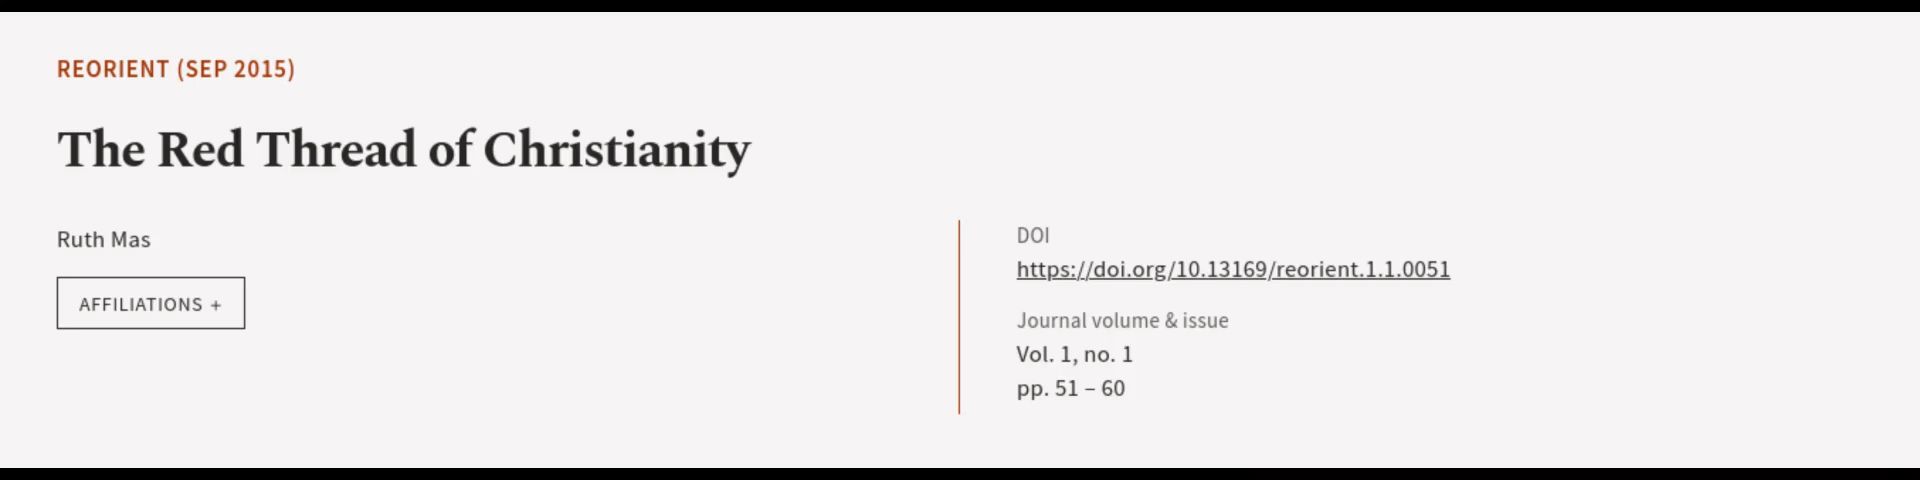 REORIENT (SEP 2015)
The Red Thread of Christianity
Ruth Mas
AFFILIATIONS +
DOI
https://doi.org/10.13169/reorient.1.1.0051
Journal volume & issue
Vol. 1, no. 1
pp. 51 – 60